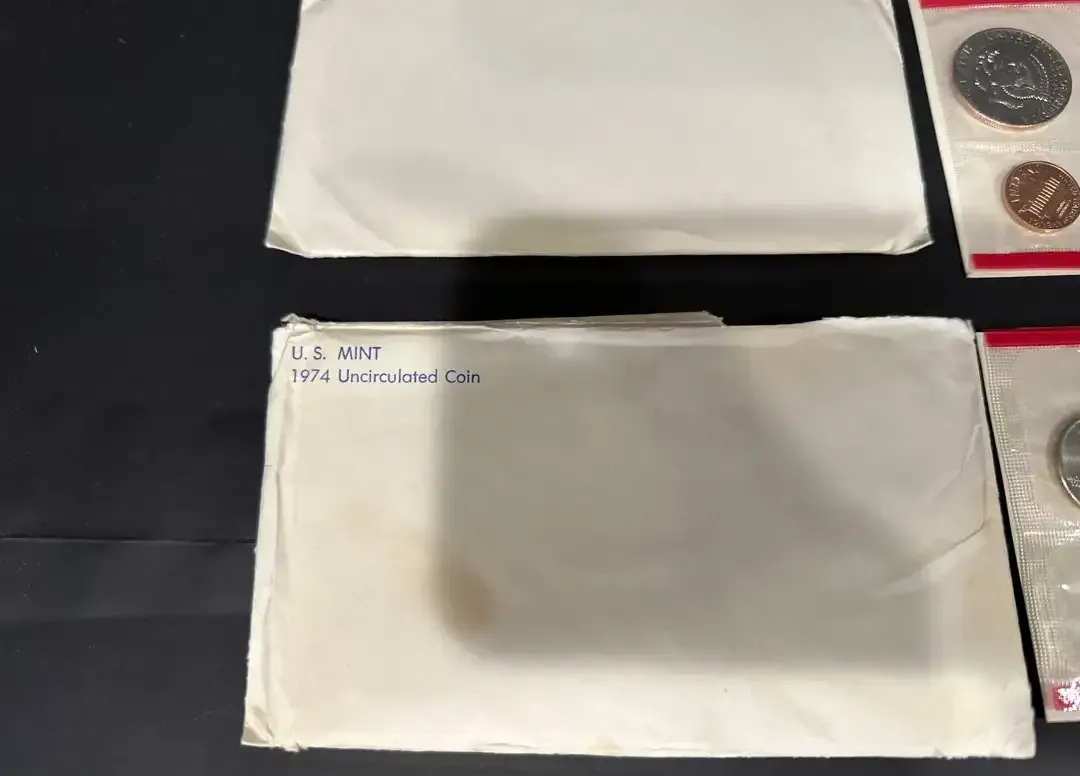 U. S. MINT
1974 Uncirculated Coin